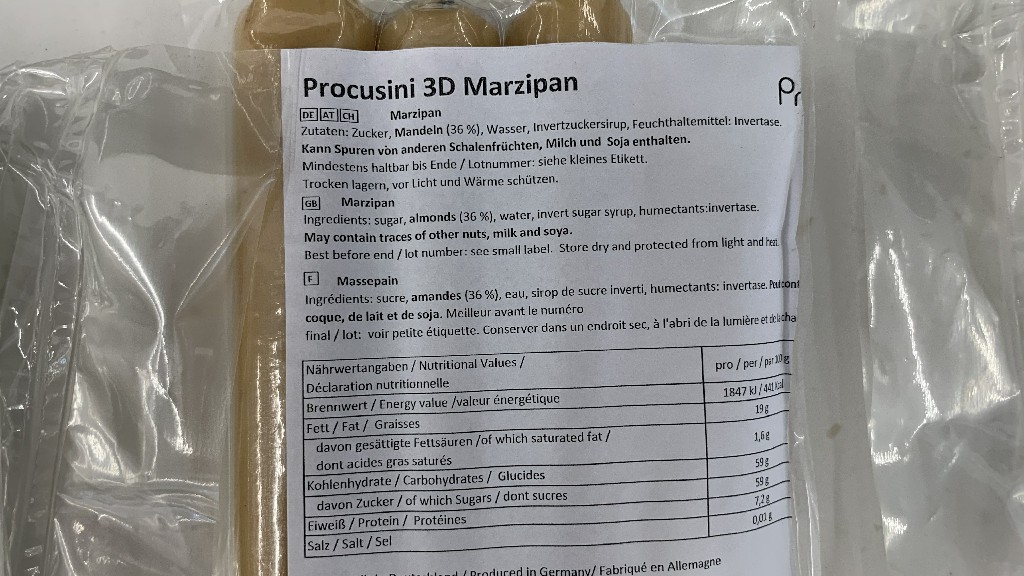 Procusini 3D Marzipan
Pr
DE AT CH Marzipan
Zutaten: Zucker, Mandeln (36 %), Wasser, Invertzuckersirup, Feuchthaltemittel: Invertase.
Kann Spuren von anderen Schalenfrüchten, Milch und Soja enthalten.
Mindestens haltbar bis Ende / Lotnummer: siehe kleines Etikett.
Trocken lagern, vor Licht und Wärme schützen.
GB Marzipan
Ingredients: sugar, almonds (36 %), water, invert sugar syrup, humectants:invertase.
May contain traces of other nuts, milk and soya.
Best before end / lot number: see small label. Store dry and protected from light and heat.
F Massepain
Ingrédients: sucre, amandes (36 %), eau, sirop de sucre inverti, humectants: invertase. Peut cont
coque, de lait et de soja. Meilleur avant le numéro
final / lot: voir petite étiquette. Conserver dans un endroit sec, à l'abri de la lumière et de la cha
Nährwertangaben / Nutritional Values /
Déclaration nutritionnelle
pro / per / par 100 g
Brennwert / Energy value /valeur énergétique 1847 kJ / 441 kcal
Fett / Fat / Graisses 19 g
davon gesättigte Fettsäuren /of which saturated fat /
dont acides gras saturés 1,6 g
Kohlenhydrate / Carbohydrates / Glucides 59 g
davon Zucker / of which Sugars / dont sucres 59 g
Eiweiß / Protein / Protéines 7,2 g
Salz / Salt / Sel 0,01 g
Deutschland / Produced in Germany/ Fabriqué en Allemagne